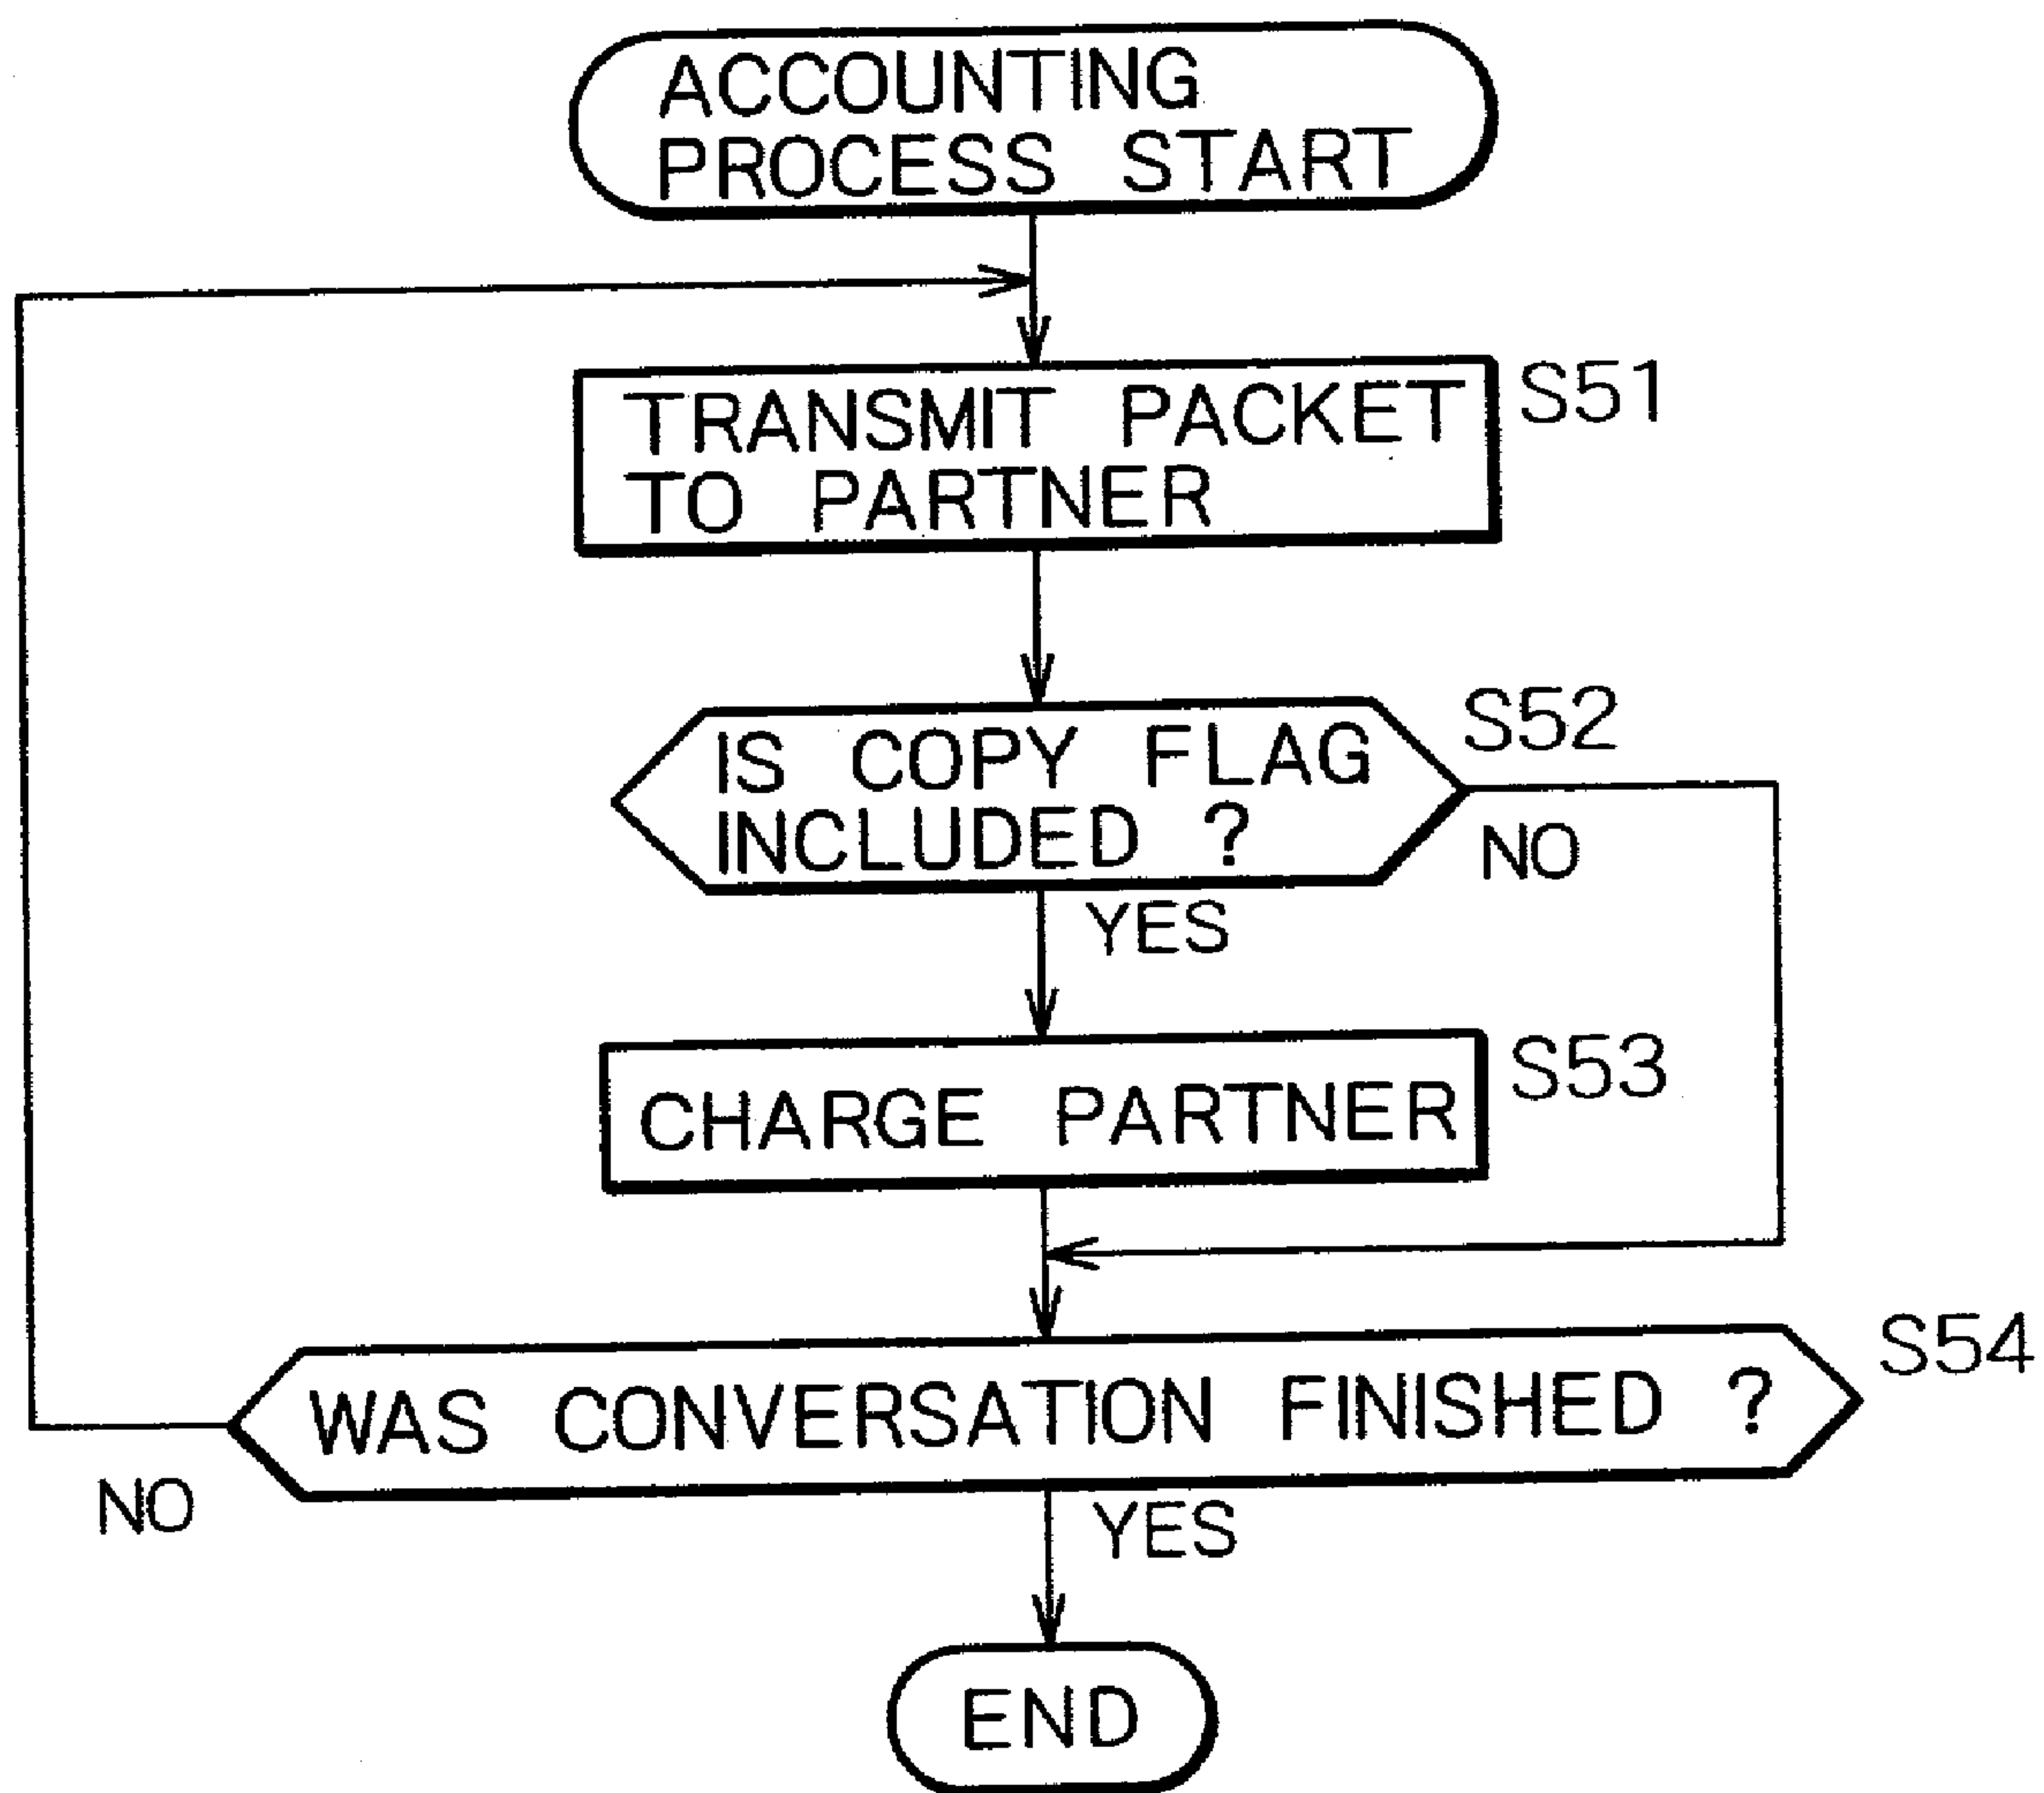 ACCOUNTING
PROCESS START
TRANSMIT PACKET
TO PARTNER
S51
IS COPY FLAG
INCLUDED ?
S52
NO
YES
CHARGE PARTNER
S53
WAS CONVERSATION FINISHED ?
S54
NO
YES
END